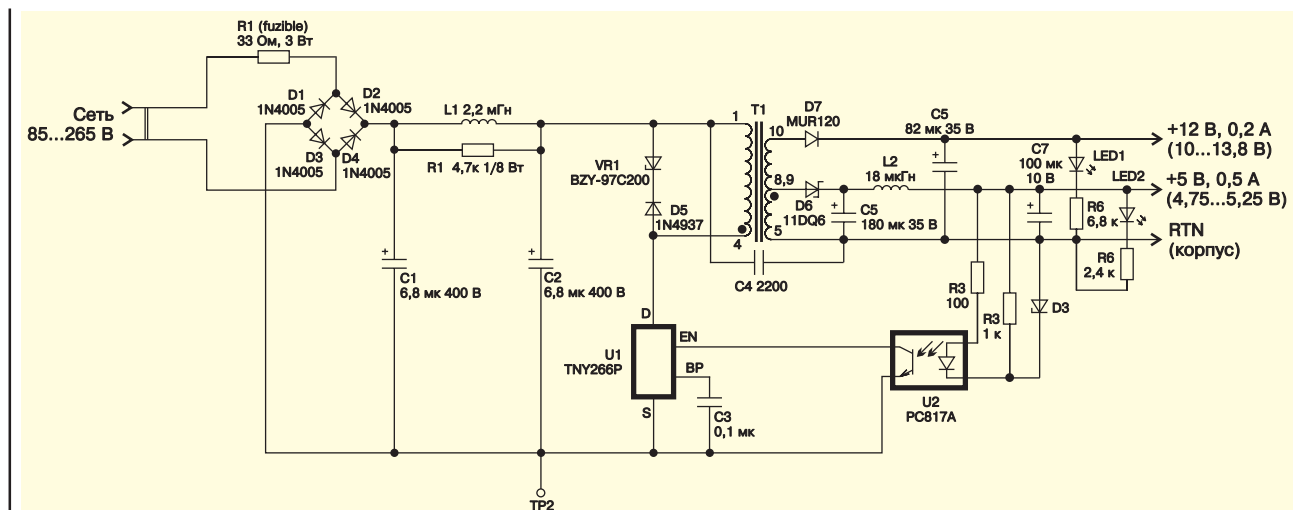 R1 (fuzible)
33 Ом, 3 Вт
Сеть
85...265 В
D1
1N4005
D2
1N4005
D3
1N4005
D4
1N4005
L1 2,2 мГн
R1 4,7к 1/8 Вт
C1
6,8 мк 400 В
C2
6,8 мк 400 В
VR1
BZY-97C200
D5
1N4937
T1
1
4
10
8,9
5
D7
MUR120
D6
11DQ6
C5
82 мк 35 В
L2
18 мкГн
C5
180 мк 35 В
C4 2200
C7
100 мк
10 В
LED1
LED2
R6
6,8 к
R6
2,4 к
+12 В, 0,2 А
(10...13,8 В)
+5 В, 0,5 А
(4,75...5,25 В)
RTN
(корпус)
R3
100
R3
1 к
D3
D
U1
TNY266P
EN
BP
S
C3
0,1 мк
U2
PC817A
TP2